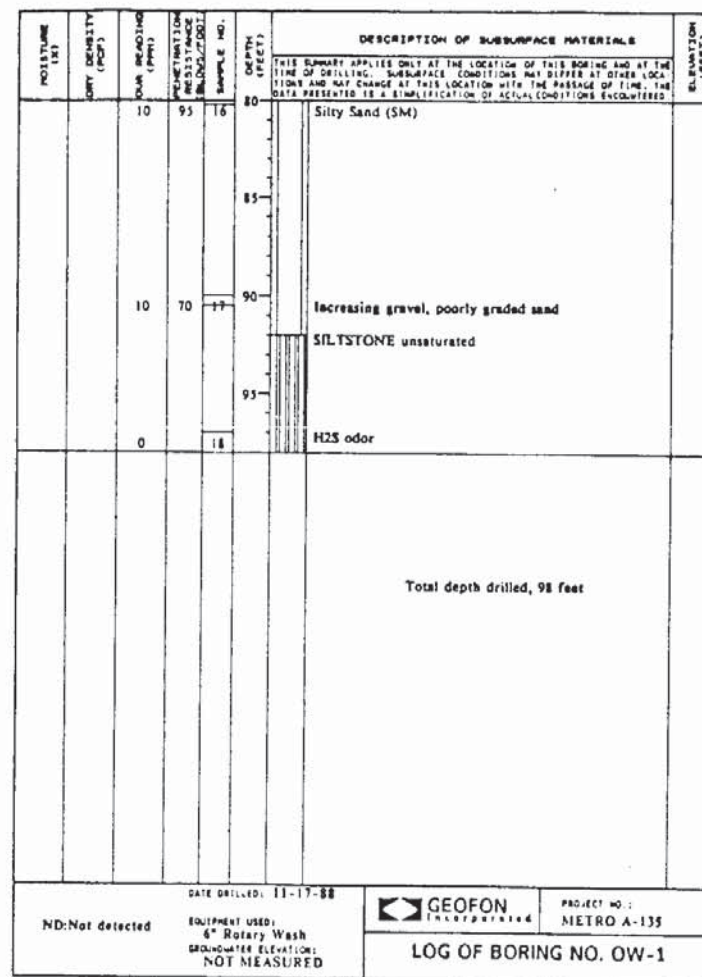 MOISTURE (%)
DRY DENSITY (PCF)
OVA READING (PPM)
PENETRATION RESISTANCE (BLOWS/FOOT)
SAMPLE NO.
DEPTH (FEET)
DESCRIPTION OF SUBSURFACE MATERIALS
ELEVATION (FEET)
THIS SUMMARY APPLIES ONLY AT THE LOCATION OF THIS BORING AND AT THE
TIME OF DRILLING. SUBSURFACE CONDITIONS MAY DIFFER AT OTHER LOCA-
TIONS AND MAY CHANGE AT THIS LOCATION WITH THE PASSAGE OF TIME. THE
DATA PRESENTED IS A SIMPLIFICATION OF ACTUAL CONDITIONS ENCOUNTERED
80
10 95 16 Silty Sand (SM)
85
90
10 70 17 Increasing gravel, poorly graded sand
SILTSTONE unsaturated
95
0 18 H2S odor
Total depth drilled, 98 feet
DATE DRILLED: 11-17-88
ND:Not detected
EQUIPMENT USED:
6" Rotary Wash
GROUNDWATER ELEVATION:
NOT MEASURED
GEOFON
Incorporated
PROJECT NO.:
METRO A-135
LOG OF BORING NO. OW-1